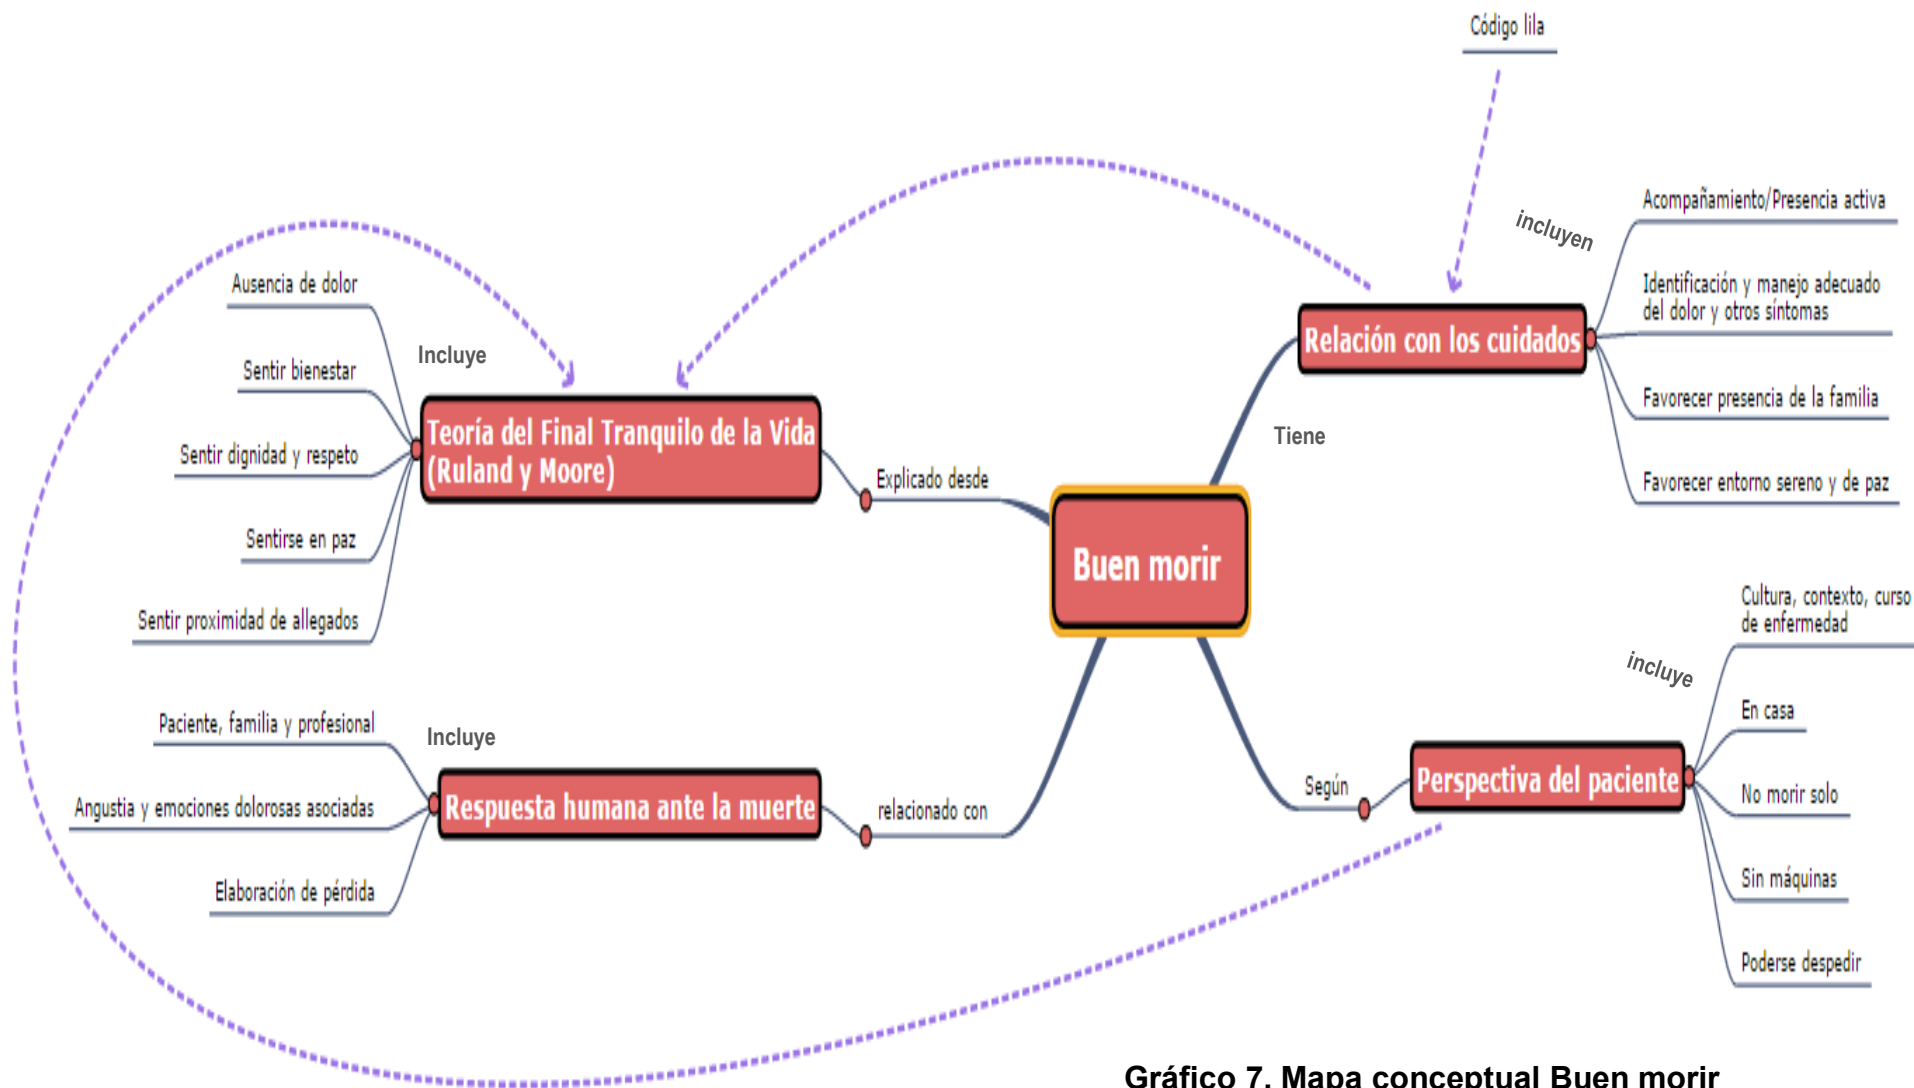 Código lila
incluyen
Acompañamiento/Presencia activa
Identificación y manejo adecuado
del dolor y otros síntomas
Relación con los cuidados
Favorecer presencia de la familia
Favorecer entorno sereno y de paz
Tiene
Ausencia de dolor
Incluye
Sentir bienestar
Teoría del Final Tranquilo de la Vida
(Ruland y Moore)
Sentir dignidad y respeto
Explicado desde
Sentirse en paz
Sentir proximidad de allegados
Buen morir
Cultura, contexto, curso
de enfermedad
incluye
En casa
Según
Perspectiva del paciente
No morir solo
Sin máquinas
Poderse despedir
Paciente, familia y profesional
Incluye
Angustia y emociones dolorosas asociadas
Respuesta humana ante la muerte
relacionado con
Elaboración de pérdida
Gráfico 7. Mapa conceptual Buen morir